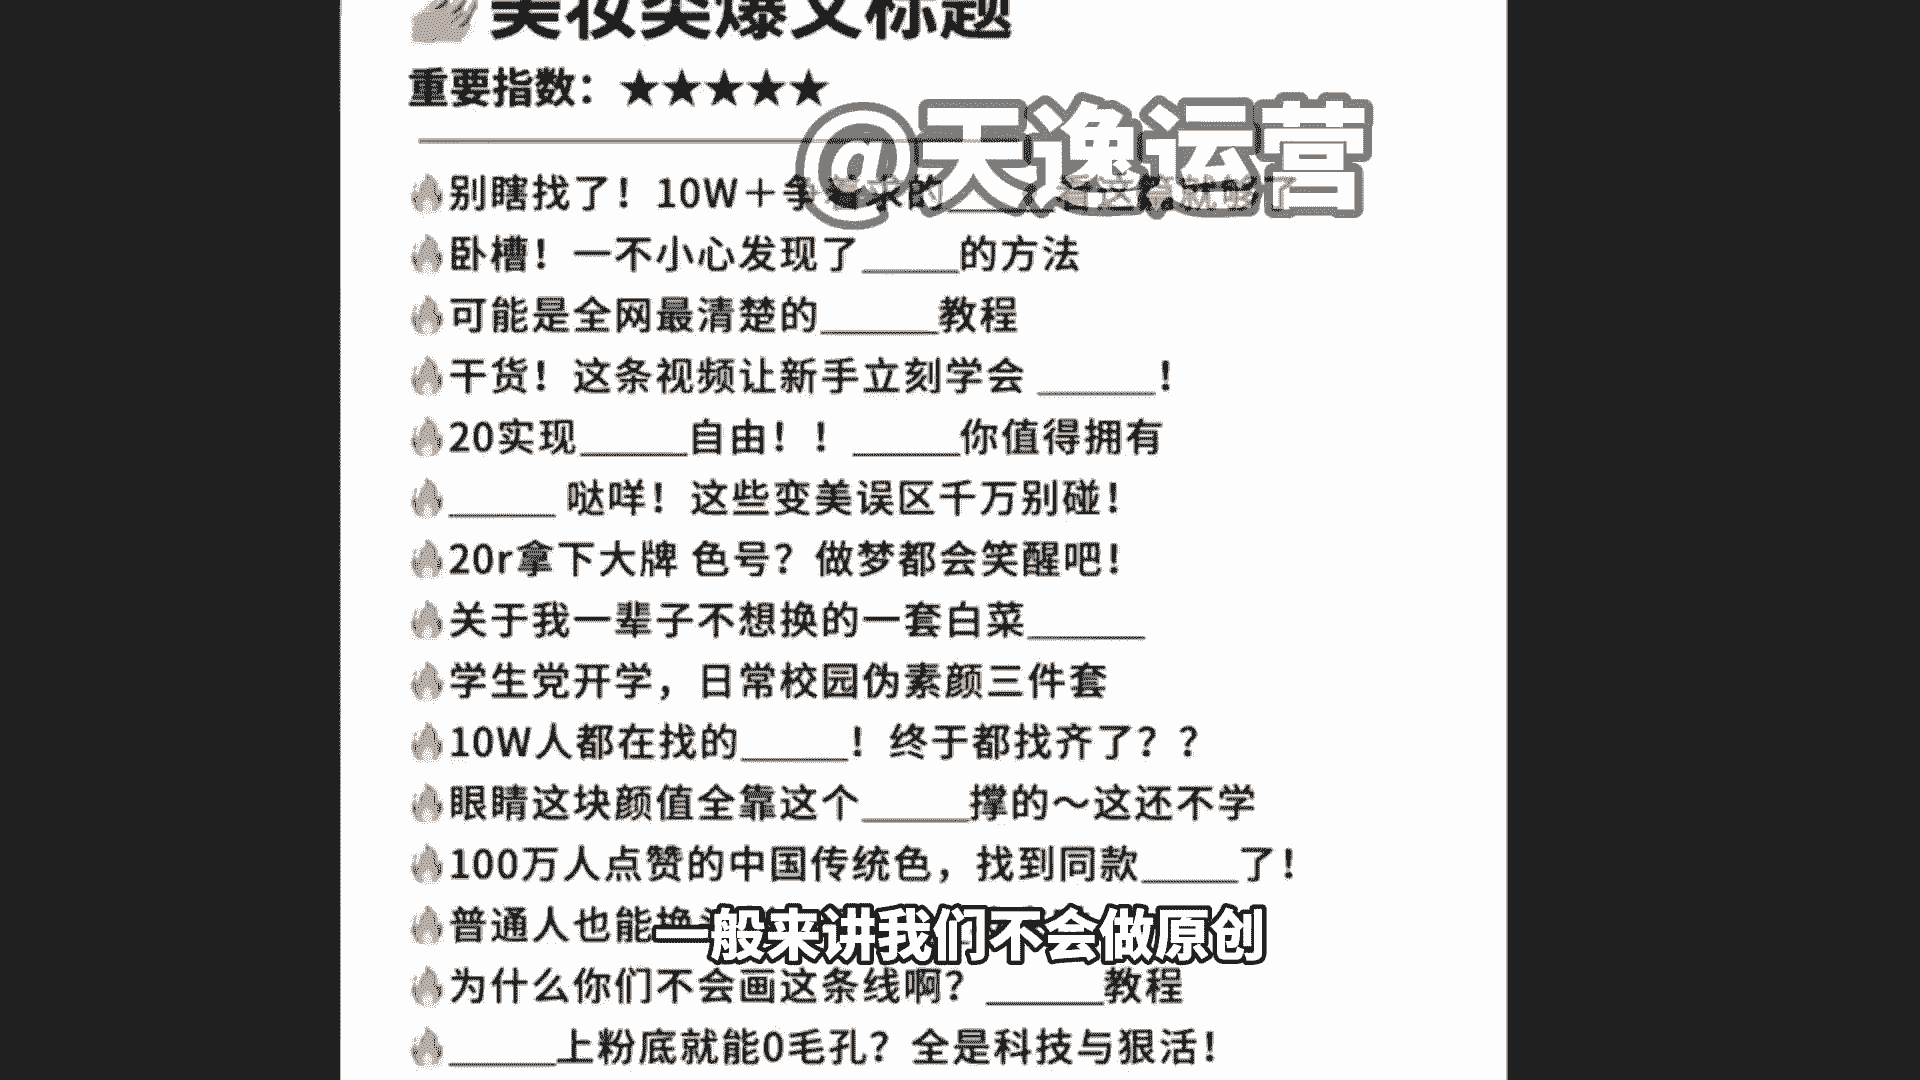 美妆类爆文标题
重要指数：★★★★★
@天逸运营
别瞎找了！10W＋争着求的_____，看这篇就够了
卧槽！一不小心发现了_____的方法
可能是全网最清楚的______教程
干货！这条视频让新手立刻学会 ______！
20实现_____自由！！_____你值得拥有
_____ 哒咩！这些变美误区千万别碰！
20r拿下大牌 色号？做梦都会笑醒吧！
关于我一辈子不想换的一套白菜______
学生党开学，日常校园伪素颜三件套
10W人都在找的_____！终于都找齐了？？
眼睛这块颜值全靠这个_____撑的～这还不学
100万人点赞的中国传统色，找到同款_____了！
普通人也能换
一般来讲我们不会做原创
为什么你们不会画这条线啊？______教程
_____上粉底就能0毛孔？全是科技与狠活！